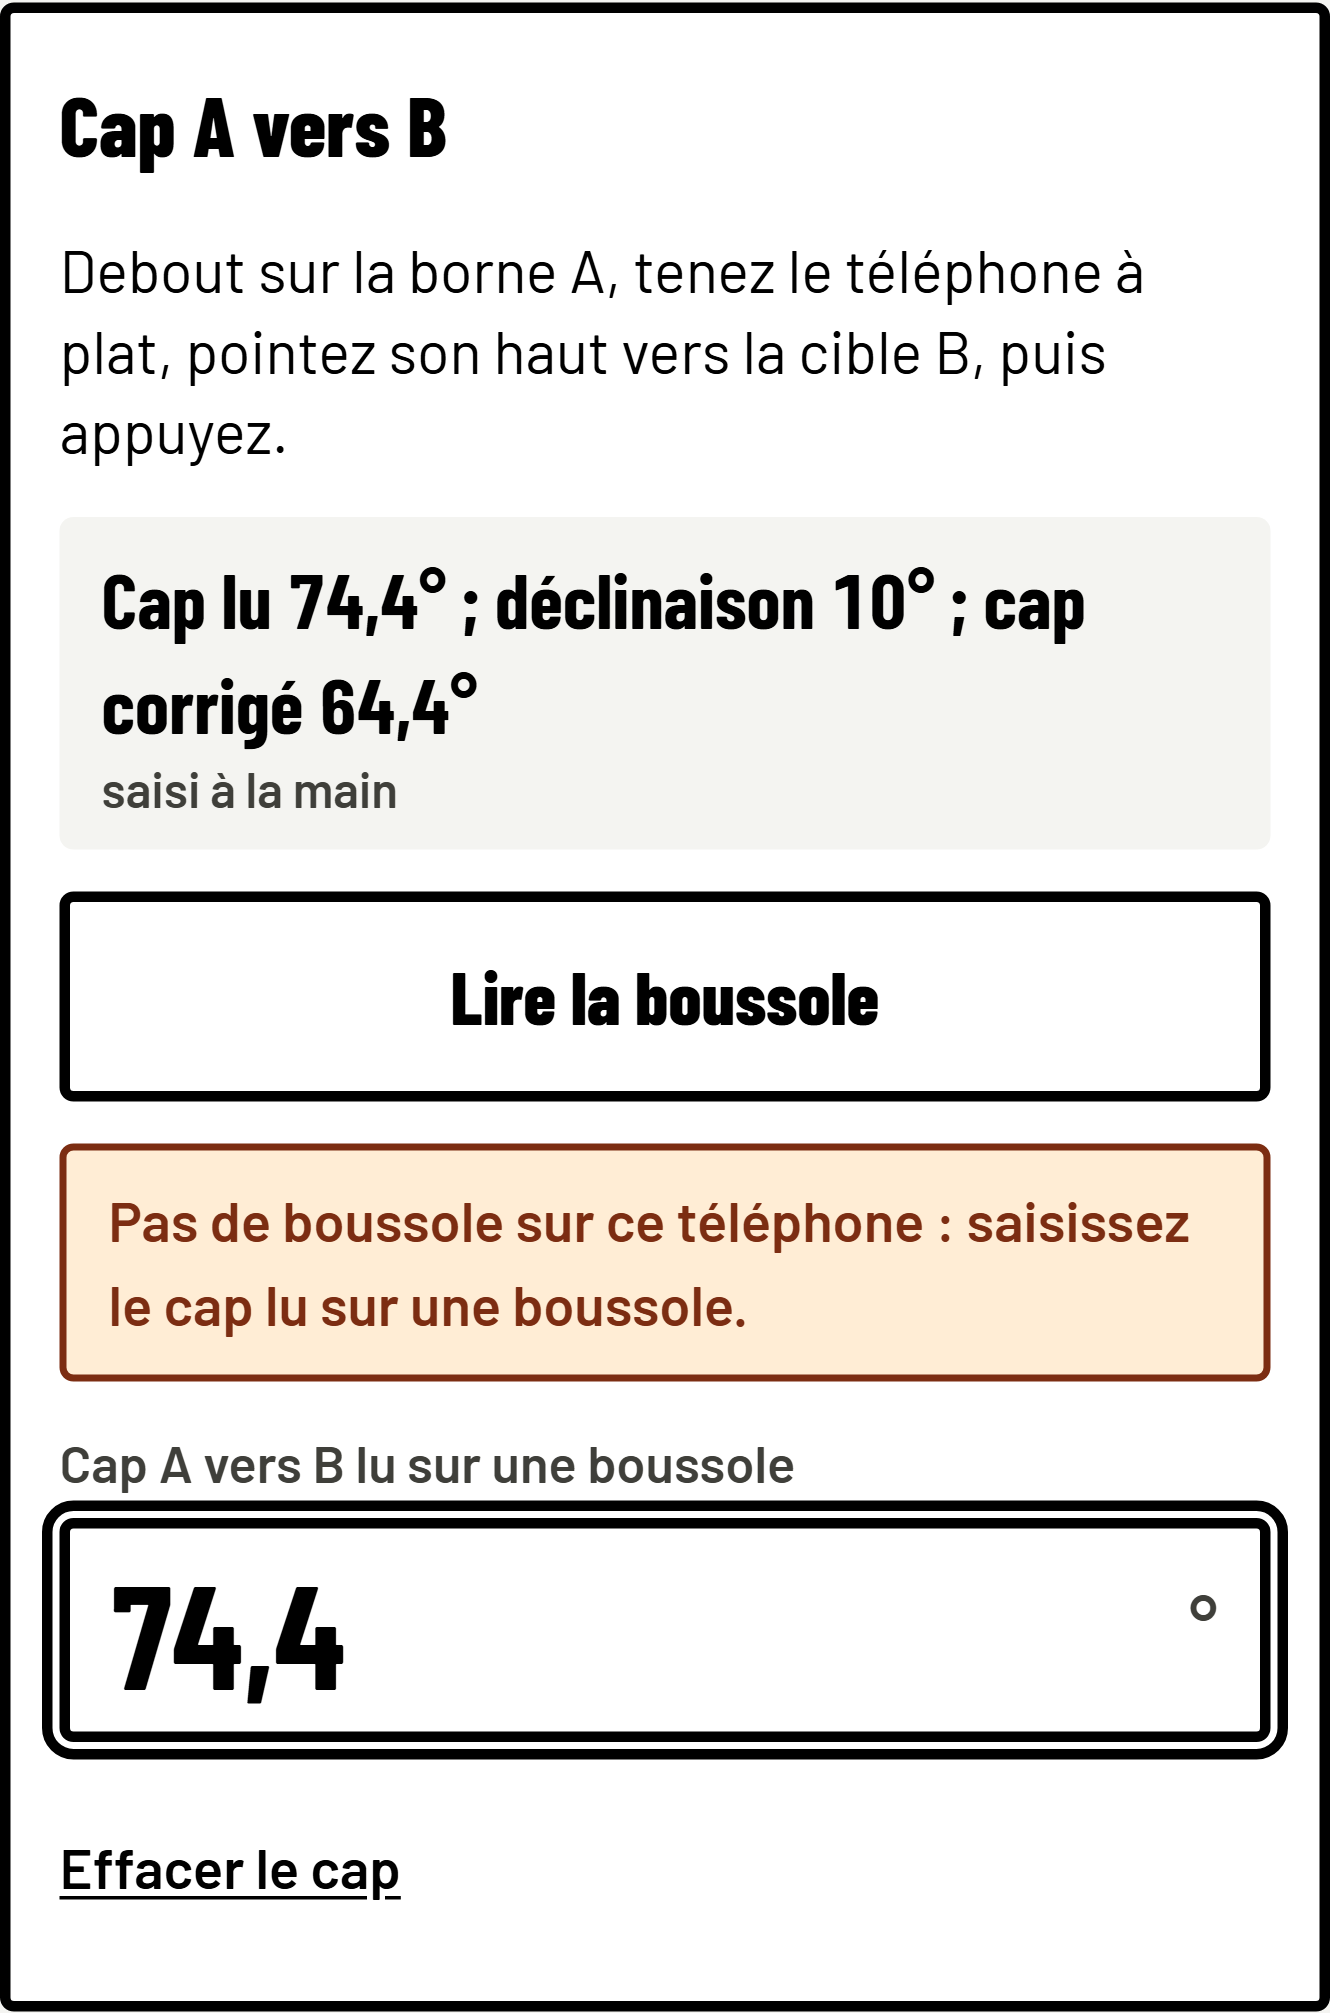 Cap A vers B
Debout sur la borne A, tenez le téléphone à
plat, pointez son haut vers la cible B, puis
appuyez.
Cap lu 74,4° ; déclinaison 10° ; cap
corrigé 64,4°
saisi à la main
Lire la boussole
Pas de boussole sur ce téléphone : saisissez
le cap lu sur une boussole.
Cap A vers B lu sur une boussole
74,4 °
Effacer le cap